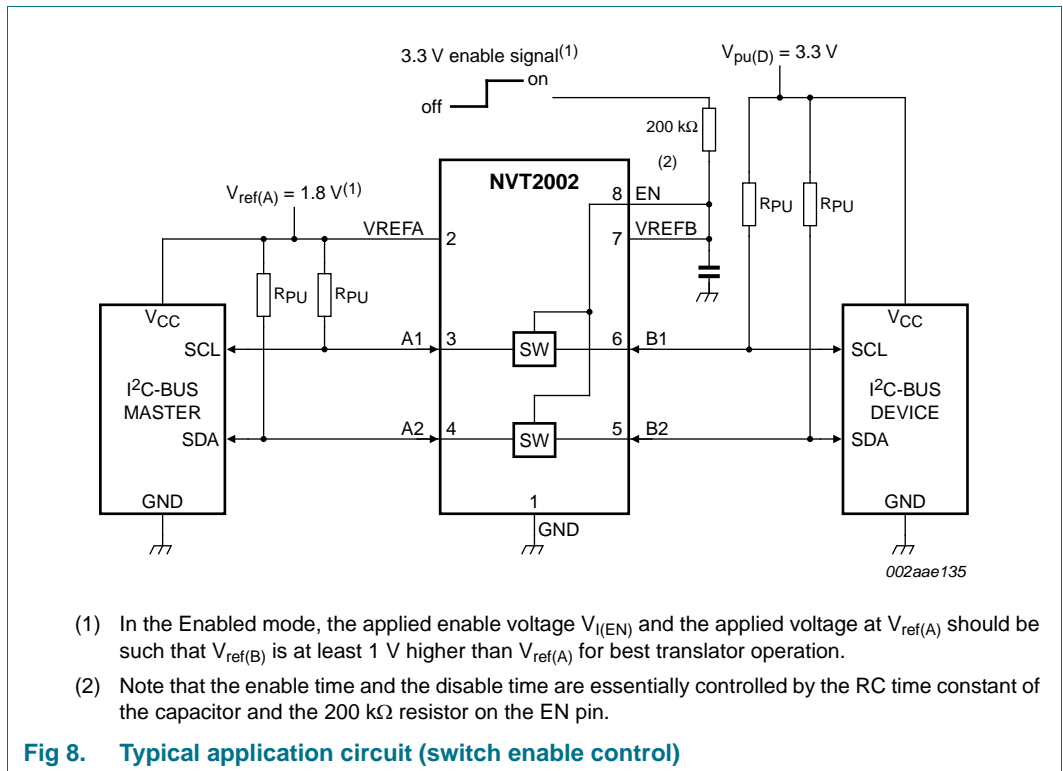 3.3 V enable signal(1)
on
off
Vpu(D) = 3.3 V
200 kΩ
(2)
NVT2002
8 EN
Vref(A) = 1.8 V(1)
RPU RPU
VREFA 2
7 VREFB
RPU RPU
VCC
VCC
SCL
A1 3
SW
6 B1
SCL
I2C-BUS
MASTER
I2C-BUS
DEVICE
SDA
A2 4
SW
5 B2
SDA
GND
1
GND
GND
002aae135
(1) In the Enabled mode, the applied enable voltage VI(EN) and the applied voltage at Vref(A) should be
such that Vref(B) is at least 1 V higher than Vref(A) for best translator operation.
(2) Note that the enable time and the disable time are essentially controlled by the RC time constant of
the capacitor and the 200 kΩ resistor on the EN pin.
Fig 8. Typical application circuit (switch enable control)